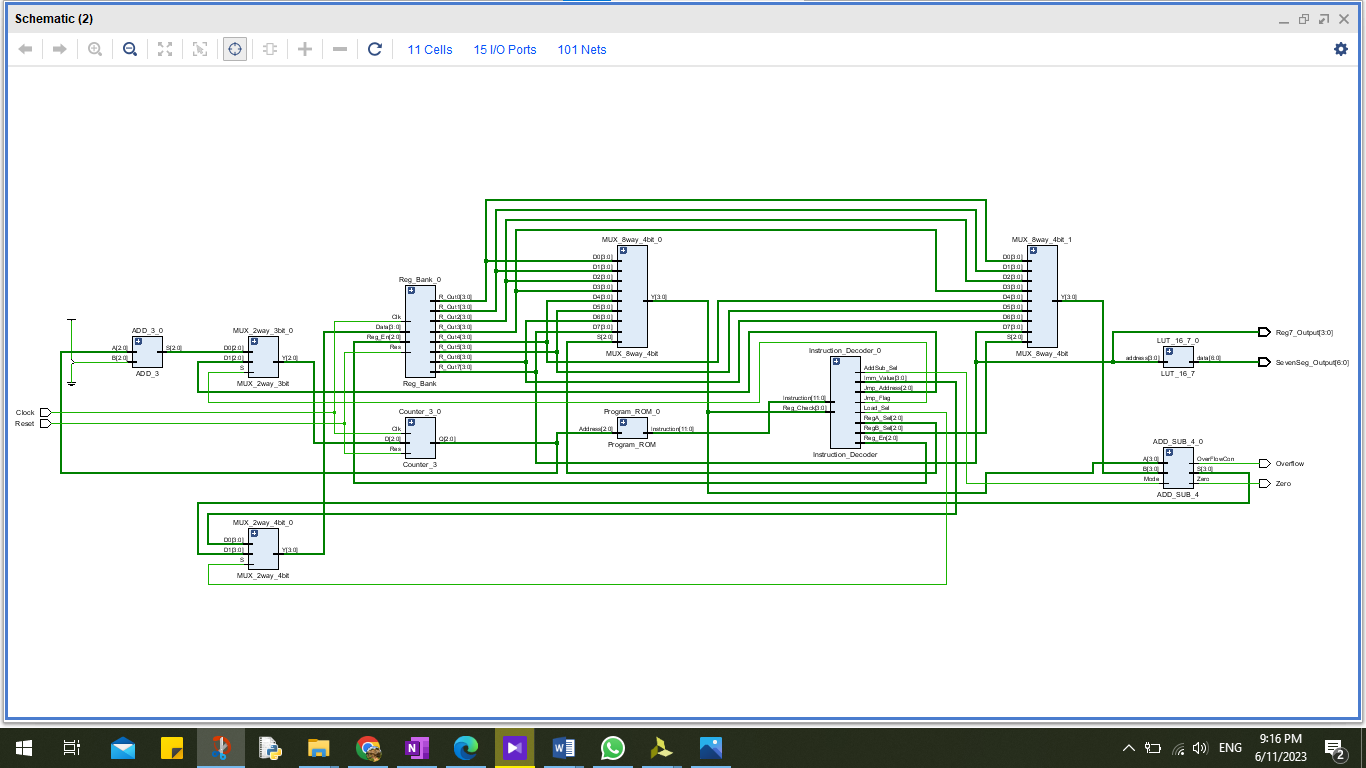 Schematic (2)
11 Cells 15 I/O Ports 101 Nets
MUX_8way_4bit_0
D0[3:0]
D1[3:0]
D2[3:0]
D3[3:0]
D4[3:0]
D5[3:0]
D6[3:0]
D7[3:0]
S[2:0]
Y[3:0]
MUX_8way_4bit
MUX_8way_4bit_1
D0[3:0]
D1[3:0]
D2[3:0]
D3[3:0]
D4[3:0]
D5[3:0]
D6[3:0]
D7[3:0]
S[2:0]
Y[3:0]
MUX_8way_4bit
Reg_Bank_0
Clk
Data[3:0]
Reg_En[2:0]
Res
R_Out0[3:0]
R_Out1[3:0]
R_Out2[3:0]
R_Out3[3:0]
R_Out4[3:0]
R_Out5[3:0]
R_Out6[3:0]
R_Out7[3:0]
Reg_Bank
ADD_3_0
A[2:0]
B[2:0]
S[2:0]
ADD_3
MUX_2way_3bit_0
D0[2:0]
D1[2:0]
S
Y[2:0]
MUX_2way_3bit
Reg7_Output[3:0]
LUT_16_7_0
address[3:0]
data[6:0]
LUT_16_7
SevenSeg_Output[6:0]
Instruction_Decoder_0
Instruction[11:0]
Reg_Check[3:0]
AddSub_Sel
Imm_Value[3:0]
Jmp_Address[2:0]
Jmp_Flag
Load_Sel
RegA_Sel[2:0]
RegB_Sel[2:0]
Reg_En[2:0]
Instruction_Decoder
Clock
Reset
Counter_3_0
Clk
D[2:0]
Res
Q[2:0]
Counter_3
Program_ROM_0
Address[2:0]
Instruction[11:0]
Program_ROM
ADD_SUB_4_0
A[3:0]
B[3:0]
Mode
OverFlowCon
S[3:0]
Zero
ADD_SUB_4
Overflow
Zero
MUX_2way_4bit_0
D0[3:0]
D1[3:0]
S
Y[3:0]
MUX_2way_4bit
ENG
9:16 PM
6/11/2023
2